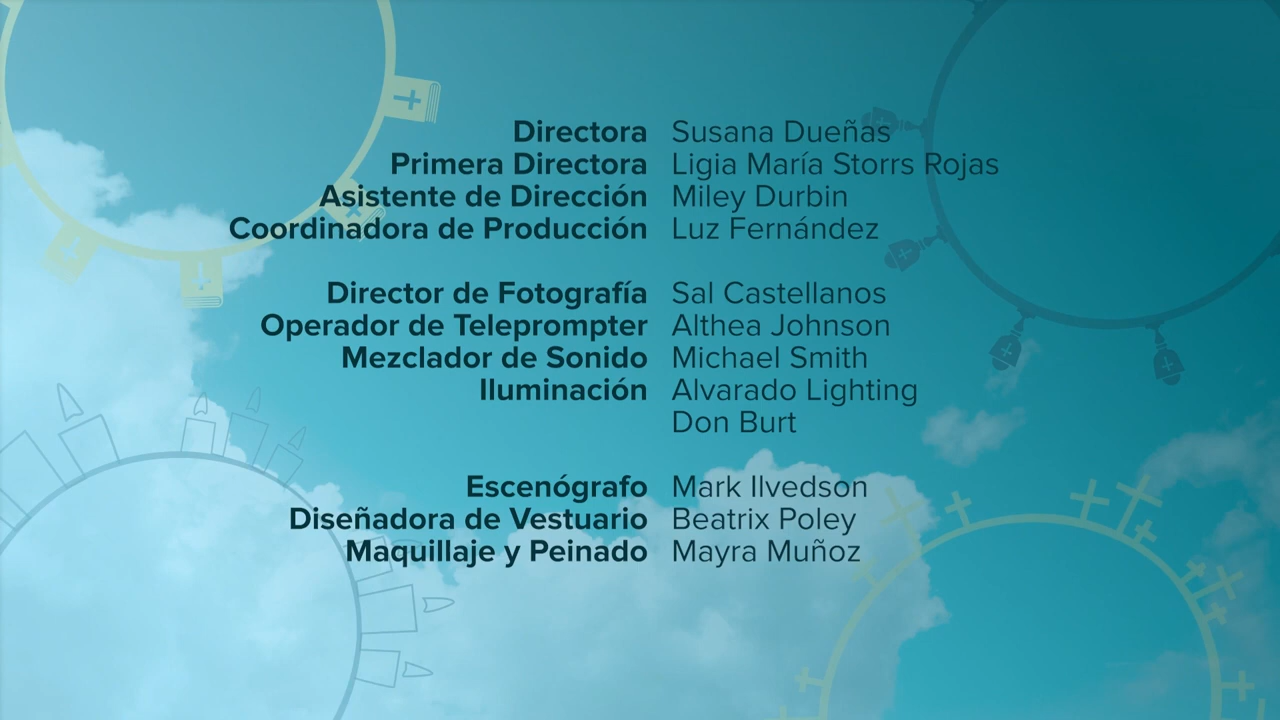 Directora Susana Dueñas
Primera Directora Ligia María Storrs Rojas
Asistente de Dirección Miley Durbin
Coordinadora de Producción Luz Fernández
Director de Fotografía Sal Castellanos
Operador de Teleprompter Althea Johnson
Mezclador de Sonido Michael Smith
Iluminación Alvarado Lighting
Don Burt
Escenógrafo Mark Ilvedson
Diseñadora de Vestuario Beatrix Poley
Maquillaje y Peinado Mayra Muñoz